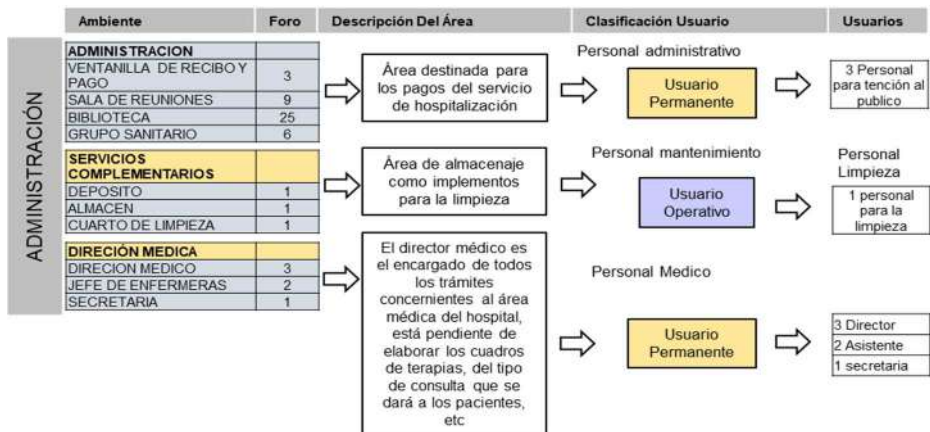 Ambiente Foro Descripción Del Área Clasificación Usuario Usuarios
ADMINISTRACIÓN
ADMINISTRACION
VENTANILLA DE RECIBO Y
PAGO 3
SALA DE REUNIONES 9
BIBLIOTECA 25
GRUPO SANITARIO 6
Área destinada para
los pagos del servicio
de hospitalización
Personal administrativo
Usuario
Permanente
3 Personal
para tención al
publico
SERVICIOS
COMPLEMENTARIOS
DEPOSITO 1
ALMACEN 1
CUARTO DE LIMPIEZA 1
Área de almacenaje
como implementos
para la limpieza
Personal mantenimiento
Usuario
Operativo
Personal
Limpieza
1 personal
para la
limpieza
DIRECIÓN MEDICA
DIRECION MEDICO 3
JEFE DE ENFERMERAS 2
SECRETARIA 1
El director médico es
el encargado de todos
los trámites
concernientes al área
médica del hospital,
está pendiente de
elaborar los cuadros
de terapias, del tipo
de consulta que se
dará a los pacientes,
etc
Personal Medico
Usuario
Permanente
3 Director
2 Asistente
1 secretaria